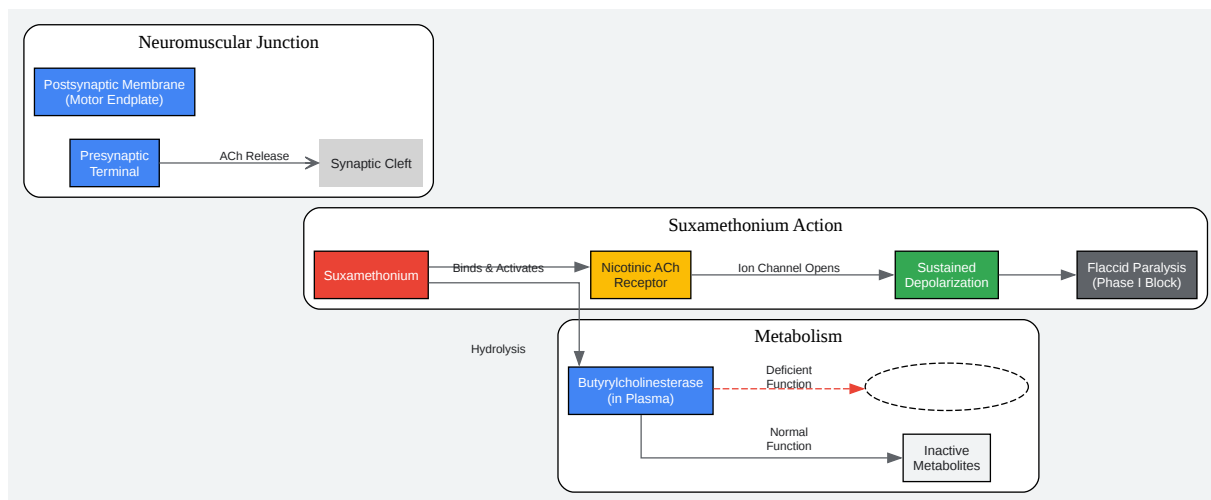 Neuromuscular Junction
Postsynaptic Membrane
(Motor Endplate)
Presynaptic
Terminal
ACh Release
Synaptic Cleft
Suxamethonium Action
Suxamethonium
Binds & Activates
Nicotinic ACh
Receptor
Ion Channel Opens
Sustained
Depolarization
Flaccid Paralysis
(Phase I Block)
Metabolism
Hydrolysis
Butyrylcholinesterase
(in Plasma)
Deficient
Function
Normal
Function
Inactive
Metabolites